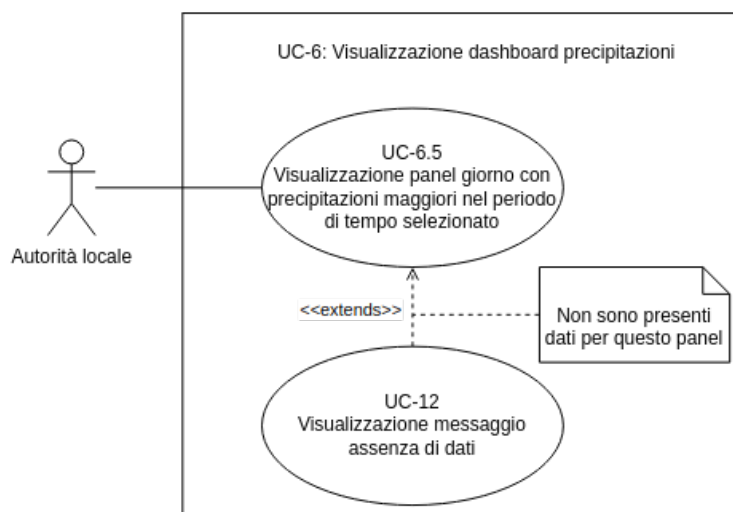 UC-6: Visualizzazione dashboard precipitazioni
UC-6.5
Visualizzazione panel giorno con
precipitazioni maggiori nel periodo
di tempo selezionato
Autorità locale
<<extends>>
Non sono presenti
dati per questo panel
UC-12
Visualizzazione messaggio
assenza di dati